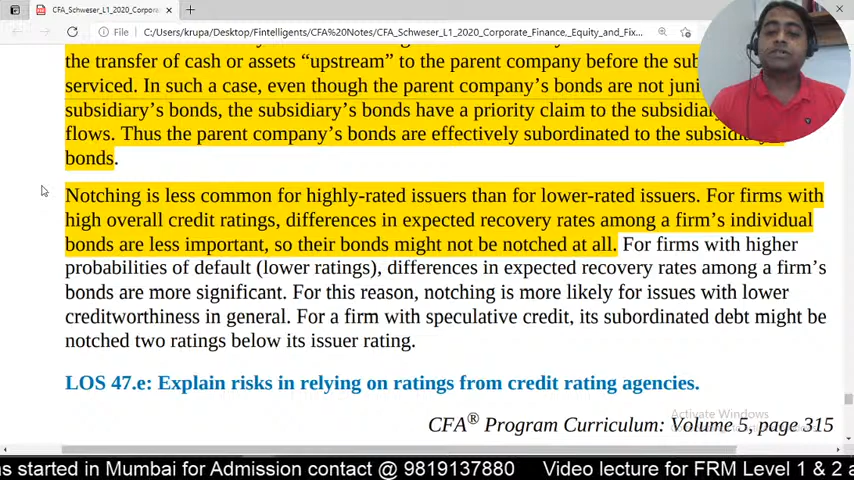 CFA_Schweser_L1_2020_Corpora
File
C:/Users/krupa/Desktop/Fintelligents/CFA%20Notes/CFA_Schweser_L1_2020_Corporate_Finance,_Equity_and_Fix...
the transfer of cash or assets “upstream” to the parent company before the sub
serviced. In such a case, even though the parent company’s bonds are not juni
subsidiary’s bonds, the subsidiary’s bonds have a priority claim to the subsidiar
flows. Thus the parent company’s bonds are effectively subordinated to the subsidia
bonds.
Notching is less common for highly-rated issuers than for lower-rated issuers. For firms with
high overall credit ratings, differences in expected recovery rates among a firm’s individual
bonds are less important, so their bonds might not be notched at all. For firms with higher
probabilities of default (lower ratings), differences in expected recovery rates among a firm’s
bonds are more significant. For this reason, notching is more likely for issues with lower
creditworthiness in general. For a firm with speculative credit, its subordinated debt might be
notched two ratings below its issuer rating.
LOS 47.e: Explain risks in relying on ratings from credit rating agencies.
Activate Windows
CFA® Program Curriculum: Volume 5, page 315
s started in Mumbai for Admission contact @ 9819137880 Video lecture for FRM Level 1 & 2 a